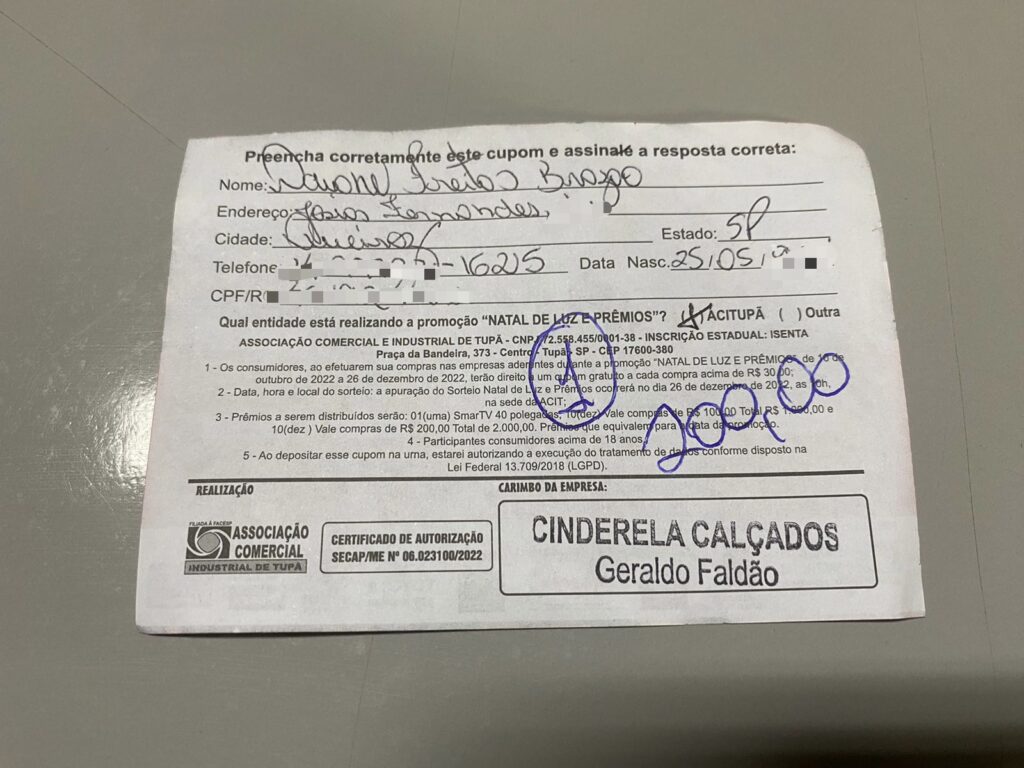 Preencha corretamente este cupom e assinale a resposta correta:
Nome: Daiane Freitas
Endereço: Fernandes,
Cidade: Queiroz Estado: SP
Telefone -16215 Data Nasc. 25/05/
CPF/R
Qual entidade está realizando a promoção "NATAL DE LUZ E PRÊMIOS"? (X) ACITUPÃ ( ) Outra
ASSOCIAÇÃO COMERCIAL E INDUSTRIAL DE TUPÃ - CNPJ 72.558.455/0001-38 - INSCRIÇÃO ESTADUAL: ISENTA
Praça da Bandeira, 373 - Centro - Tupã, SP - CEP 17600-380
1 - Os consumidores, ao efetuarem sua compras nas empresas aderentes durante a promoção "NATAL DE LUZ E PRÊMIOS" de 10 de
outubro de 2022 a 26 de dezembro de 2022, terão direito a um cupom gratuito a cada compra acima de R$ 30,00;
2 - Data, hora e local do sorteio: a apuração do Sorteio Natal de Luz e Prêmios ocorrerá no dia 26 de dezembro de 2022, as h,
na sede da ACIT;
3 - Prêmios a serem distribuídos serão: 01(uma) SmarTV 40 polegadas, 10(dez) Vale compras de R$ 100,00 Total R$ 1.000,00 e
10(dez ) Vale compras de R$ 200,00 Total de 2.000,00. Prêmios que equivalem para a data da promoção.
4 - Participantes consumidores acima de 18 anos.
5 - Ao depositar esse cupom na urna, estarei autorizando a execução do tratamento de dados conforme disposto na
Lei Federal 13.709/2018 (LGPD).
1
200,00
REALIZAÇÃO
FILIADA À FACESP
ASSOCIAÇÃO
COMERCIAL
INDUSTRIAL DE TUPÃ
CERTIFICADO DE AUTORIZAÇÃO
SECAP/ME Nº 06.023100/2022
CARIMBO DA EMPRESA:
CINDERELA CALÇADOS
Geraldo Faldão